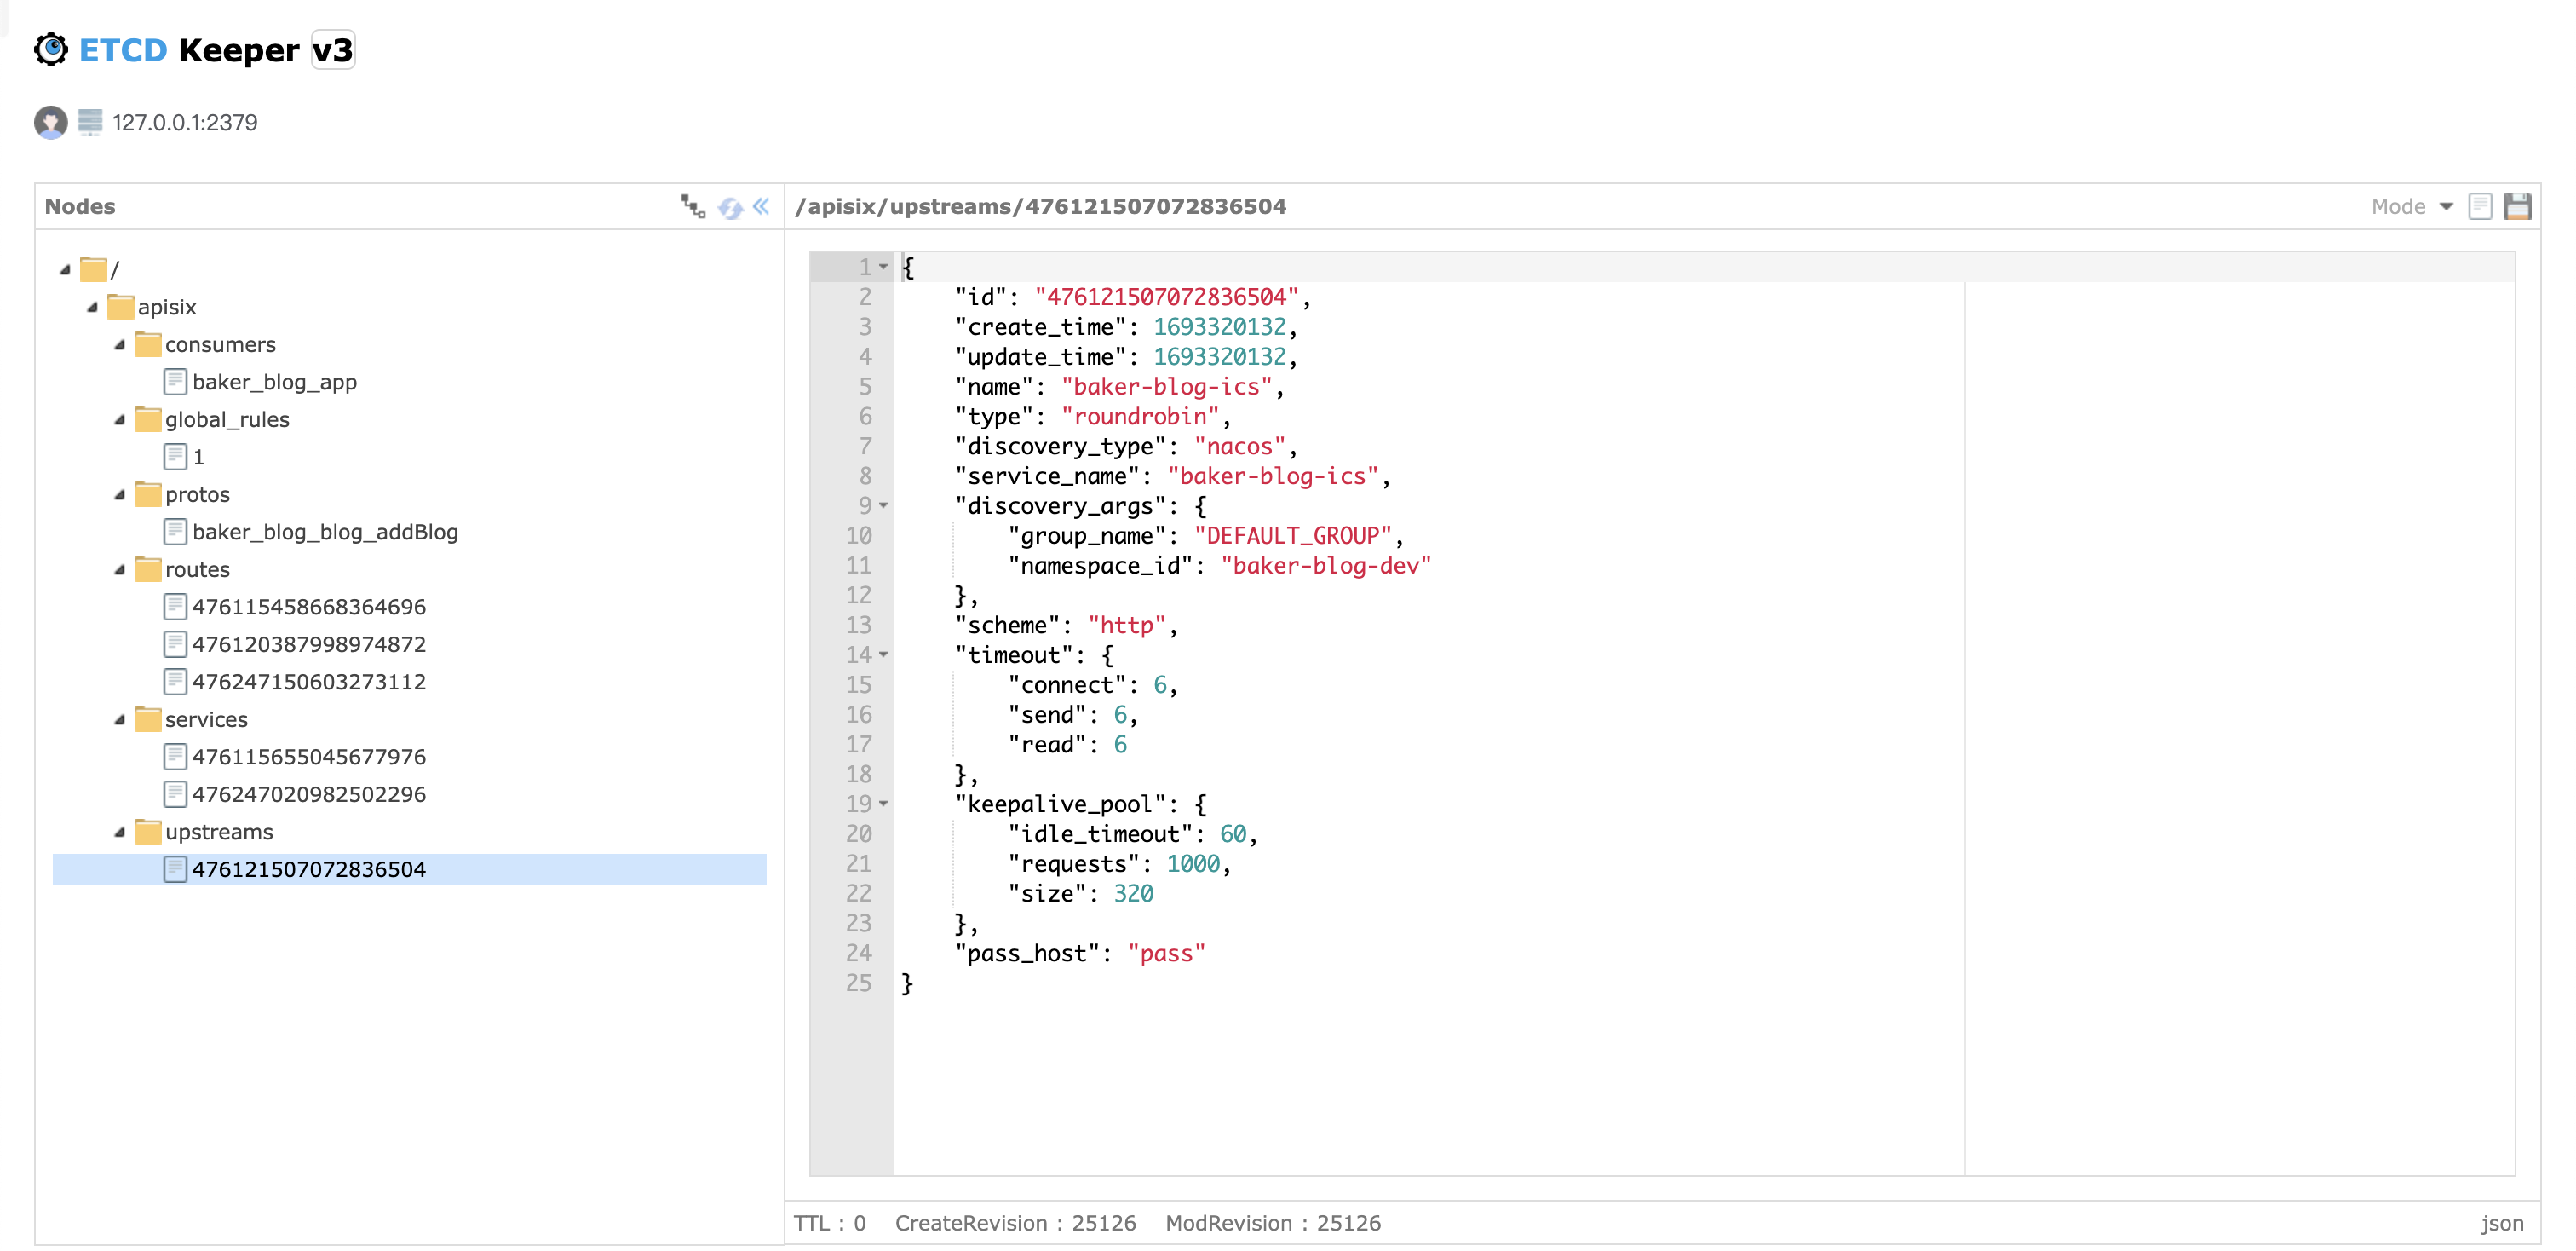 ETCD Keeper v3
127.0.0.1:2379
Nodes
/
apisix
consumers
baker_blog_app
global_rules
1
protos
baker_blog_blog_addBlog
routes
476115458668364696
476120387998974872
476247150603273112
services
476115655045677976
476247020982502296
upstreams
476121507072836504
/apisix/upstreams/476121507072836504 Mode
1 {
2 "id": "476121507072836504",
3 "create_time": 1693320132,
4 "update_time": 1693320132,
5 "name": "baker-blog-ics",
6 "type": "roundrobin",
7 "discovery_type": "nacos",
8 "service_name": "baker-blog-ics",
9 "discovery_args": {
10 "group_name": "DEFAULT_GROUP",
11 "namespace_id": "baker-blog-dev"
12 },
13 "scheme": "http",
14 "timeout": {
15 "connect": 6,
16 "send": 6,
17 "read": 6
18 },
19 "keepalive_pool": {
20 "idle_timeout": 60,
21 "requests": 1000,
22 "size": 320
23 },
24 "pass_host": "pass"
25 }
TTL : 0 CreateRevision : 25126 ModRevision : 25126 json